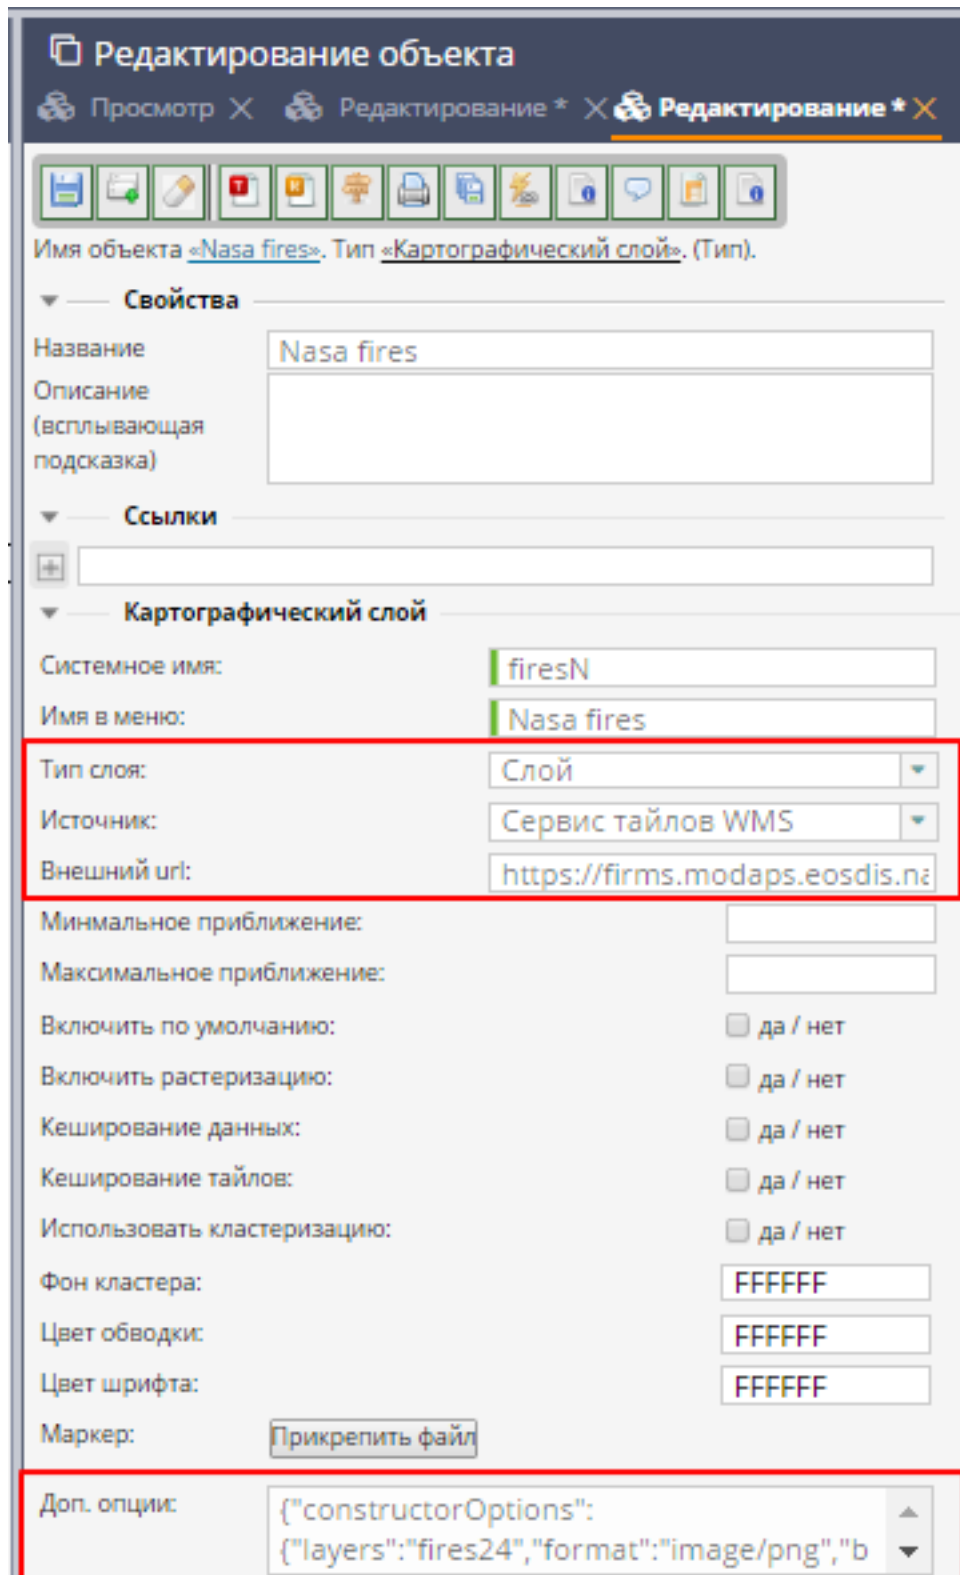 Редактирование объекта
Просмотр Редактирование * Редактирование *
Имя объекта «Nasa fires». Тип «Картографический слой». (Тип).
Свойства
Название Nasa fires
Описание
(всплывающая
подсказка)
Ссылки
Картографический слой
Системное имя: firesN
Имя в меню: Nasa fires
Тип слоя: Слой
Источник: Сервис тайлов WMS
Внешний url: https://firms.modaps.eosdis.na
Минмальное приближение:
Максимальное приближение:
Включить по умолчанию: да / нет
Включить растеризацию: да / нет
Кеширование данных: да / нет
Кеширование тайлов: да / нет
Использовать кластеризацию: да / нет
Фон кластера: FFFFFF
Цвет обводки: FFFFFF
Цвет шрифта: FFFFFF
Маркер: Прикрепить файл
Доп. опции: {"constructorOptions":
{"layers":"fires24","format":"image/png","b